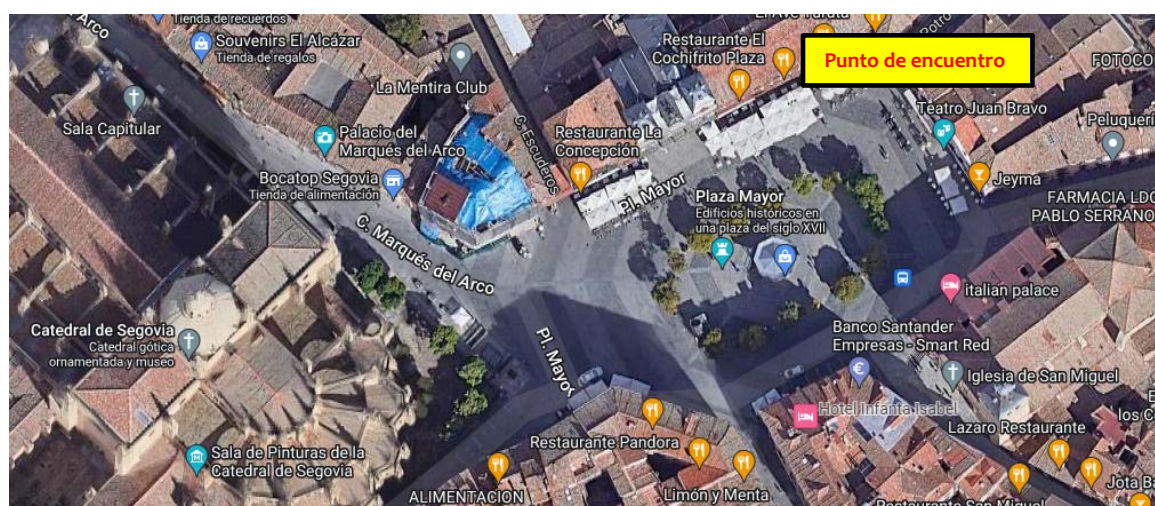 Arco
Tienda de recuerdos
Souvenirs El Alcázar
Tienda de regalos
Restaurante El
Cochifrito Plaza
Punto de encuentro
FOTOCO
La Mentira Club
Sala Capitular
C. Escuderos
Teatro Juan Bravo
Peluquerí
Palacio del
Marqués del Arco
Restaurante La
Concepción
Bocatop Segovia
Tienda de alimentación
Pl. Mayor
Plaza Mayor
Edificios históricos en
una plaza del siglo XVII
Jeyma
FARMACIA LDO
PABLO SERRANO
C. Marqués del Arco
italian palace
Catedral de Segovia
Catedral gótica
ornamentada y museo
Pl. Mayor
Banco Santander
Empresas - Smart Red
Iglesia de San Miguel
Hotel Infanta Isabel
los C
Lazaro Restaurante
Restaurante Pandora
Sala de Pinturas de la
Catedral de Segovia
ALIMENTACION
Limón y Menta
Restaurante San Miguel
Jota Ba